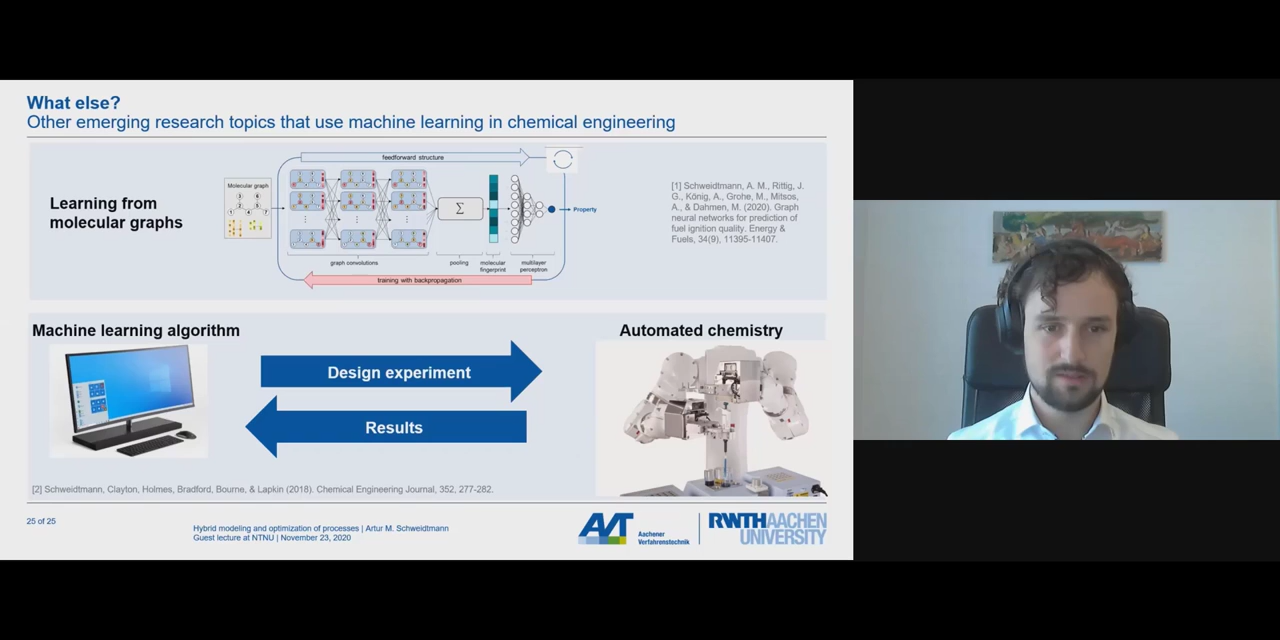 What else?
Other emerging research topics that use machine learning in chemical engineering
feedforward structure
Learning from
molecular graphs
Molecular graph
Σ
Property
graph convolutions
pooling
molecular
fingerprint
multilayer
perceptron
training with backpropagation
[1] Schweidtmann, A. M., Rittig, J.
G., König, A., Grohe, M., Mitsos,
A., & Dahmen, M. (2020). Graph
neural networks for prediction of
fuel ignition quality. Energy &
Fuels, 34(9), 11395-11407.
Machine learning algorithm
Automated chemistry
Design experiment
Results
[2] Schweidtmann, Clayton, Holmes, Bradford, Bourne, & Lapkin (2018). Chemical Engineering Journal, 352, 277-282.
25 of 25
Hybrid modeling and optimization of processes | Artur M. Schweidtmann
Guest lecture at NTNU | November 23, 2020
AVT
Aachener
Verfahrenstechnik
RWTH AACHEN
UNIVERSITY